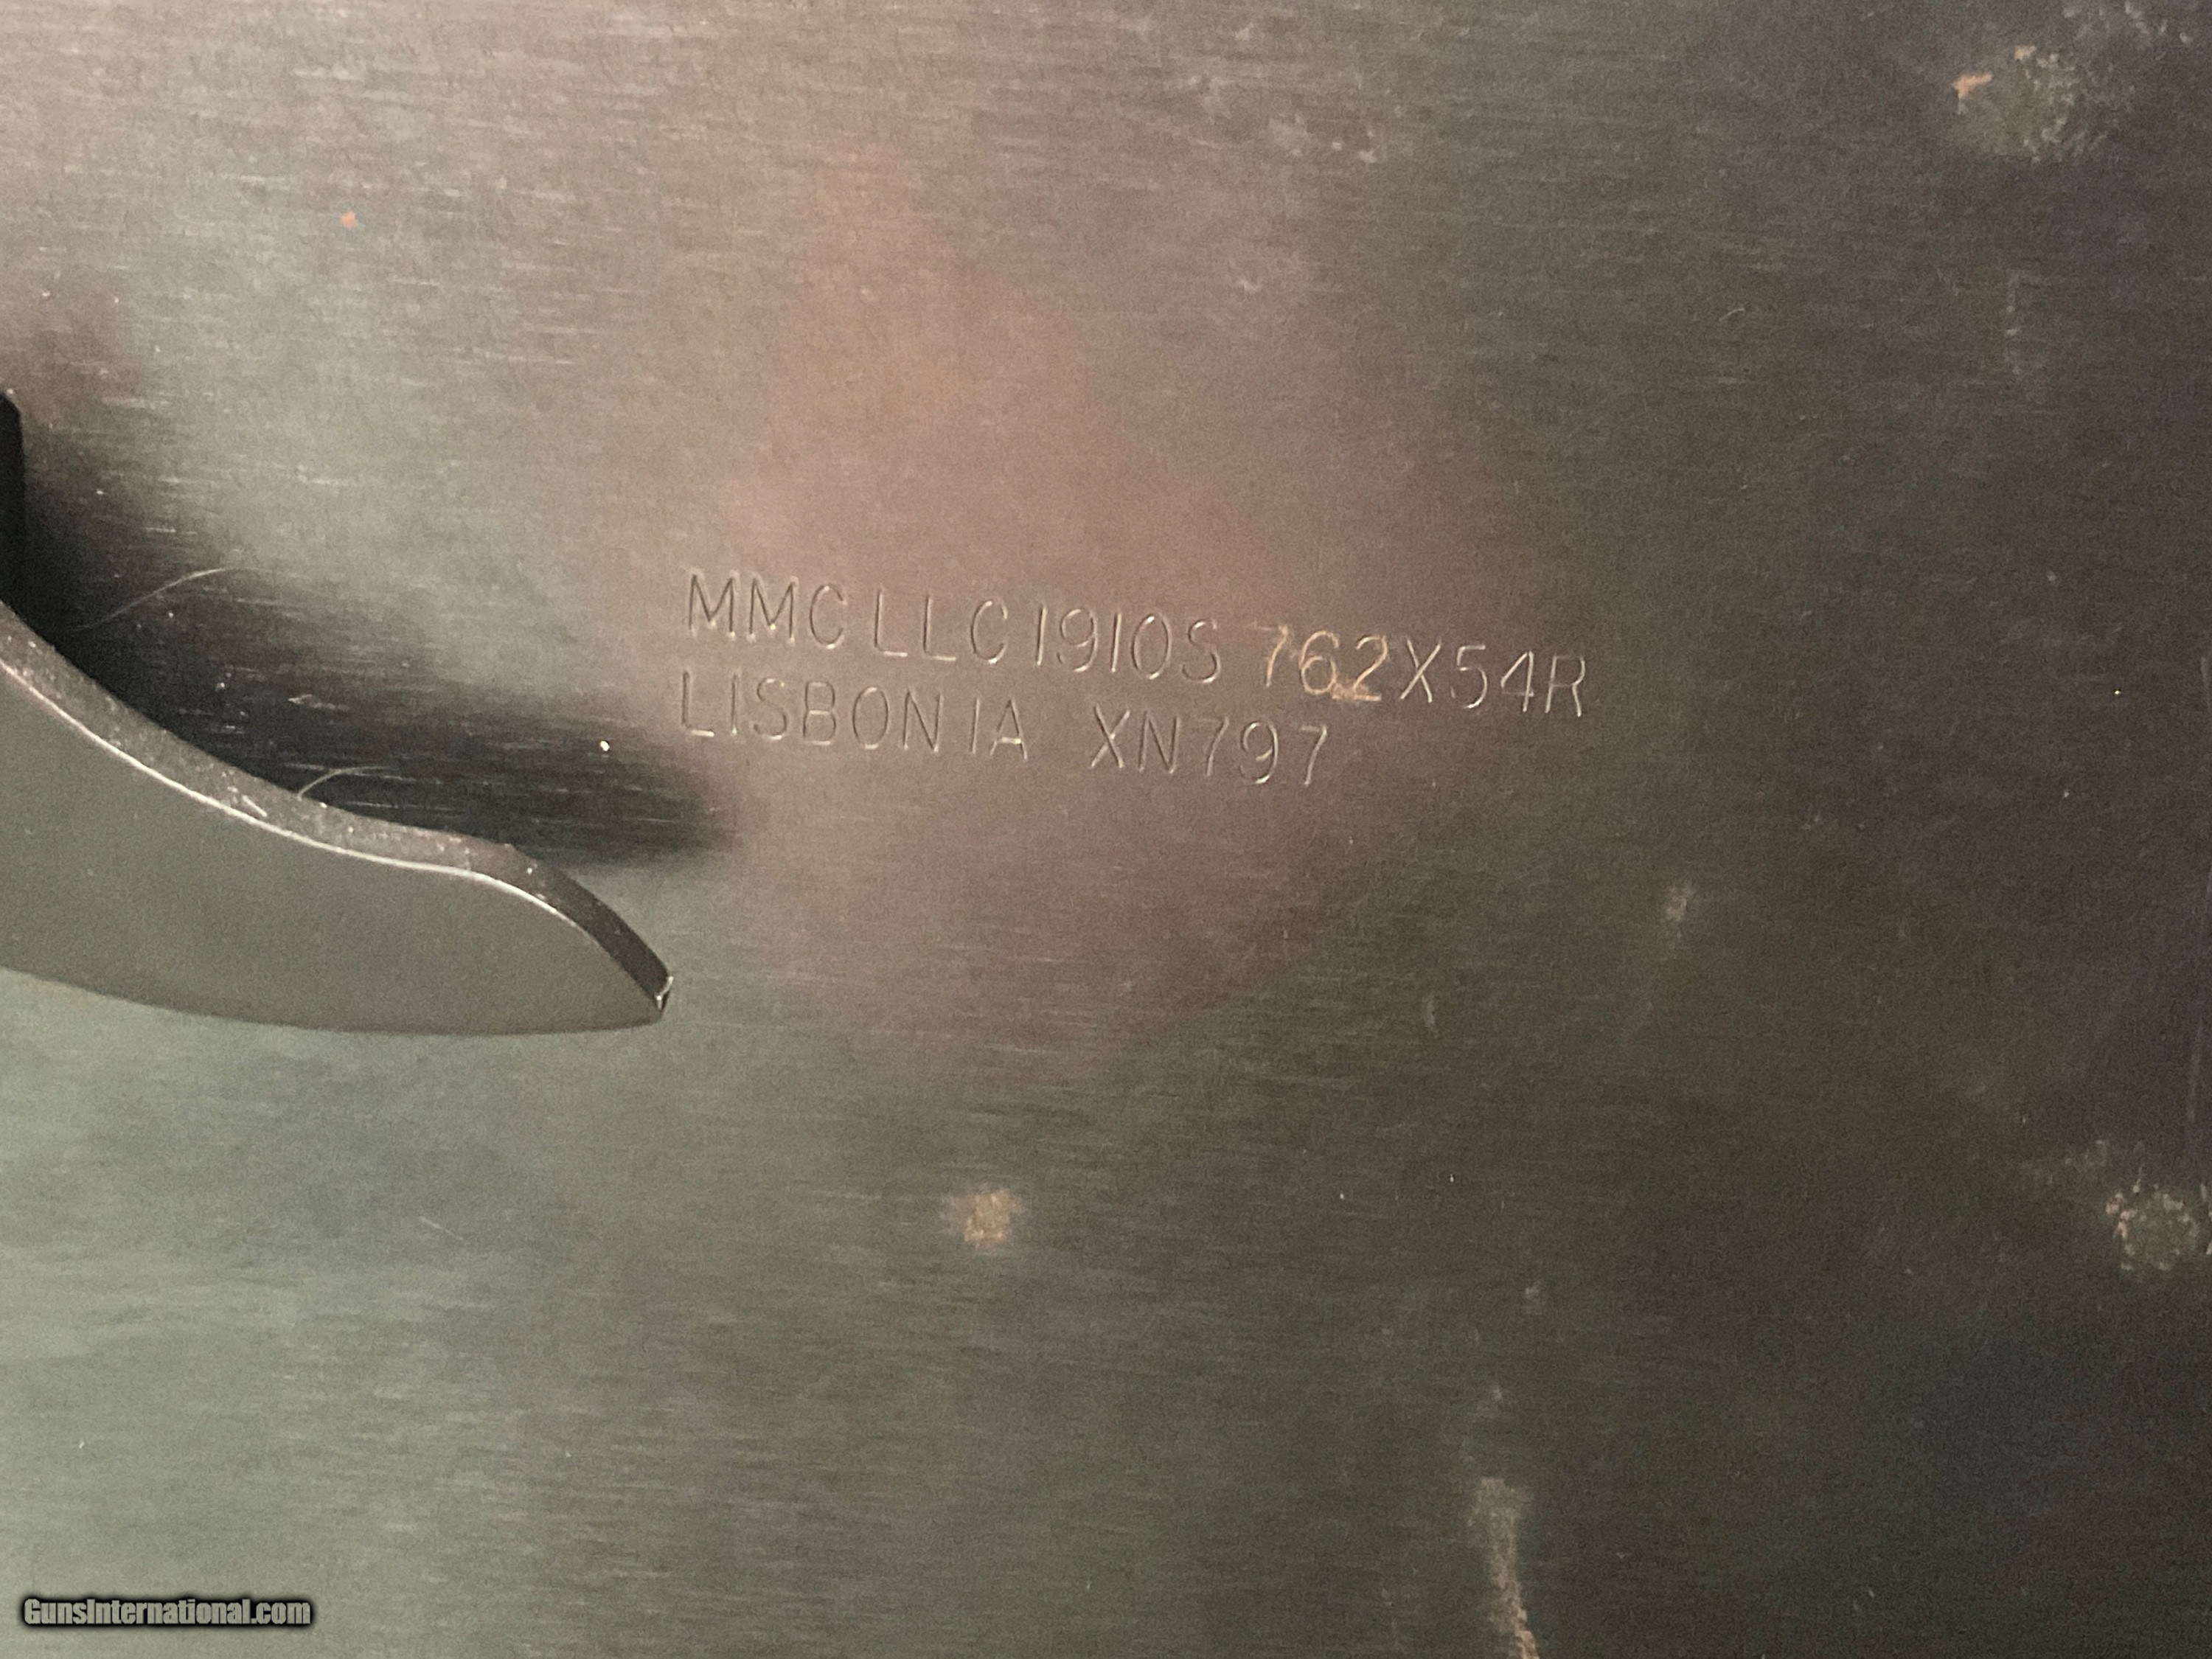 MMC LLC 1910S 762X54R
LISBON IA XN797
GunsInternational.com